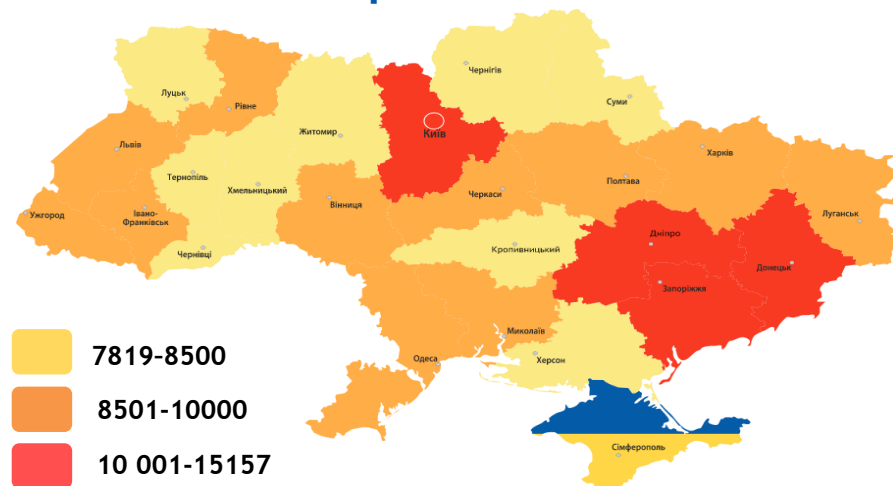 Чернігів
Луцьк
Рівне
Суми
Житомир
Київ
Львів
Харків
Тернопіль
Хмельницький
Полтава
Черкаси
Вінниця
Ужгород
Івано-
Франківськ
Луганськ
Дніпро
Чернівці
Кропивницький
Донецьк
Запоріжжя
Миколаїв
Одеса
Херсон
Сімферополь
7819-8500
8501-10000
10 001-15157